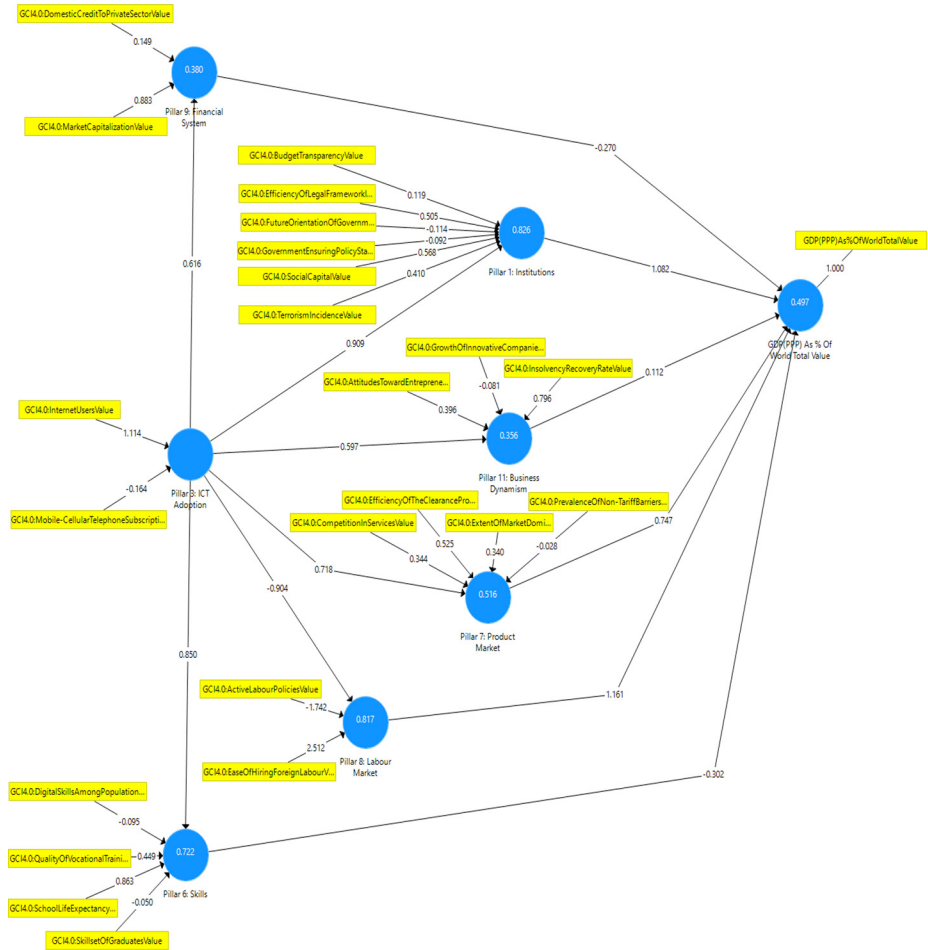 GCI4.0:DomesticCreditToPrivateSectorValue
0.149
0.380
0.883
Pillar 9: Financial
System
GCI4.0:MarketCapitalizationValue
-0.270
GCI4.0:BudgetTransparencyValue
0.119
GCI4.0:EfficiencyOfLegalFrameworkI...
0.505
GCI4.0:FutureOrientationOfGovernm...
-0.114
0.826
-0.092
GCI4.0:GovernmentEnsuringPolicySta...
0.568
GCI4.0:SocialCapitalValue
0.410
Pillar 1: Institutions
GCI4.0:TerrorismIncidenceValue
GDP(PPP)As%OfWorldTotalValue
1.000
1.082
0.497
GDP(PPP) As % Of
World Total Value
0.616
0.909
GCI4.0:GrowthOfInnovativeCompanie...
GCI4.0:InsolvencyRecoveryRateValue
GCI4.0:AttitudesTowardEntreprene...
-0.081
0.796
0.396
0.112
GCI4.0:InternetUsersValue
1.114
0.597
0.356
Pillar 11: Business
Dynamism
-0.164
Pillar 3: ICT
Adoption
GCI4.0:Mobile-CellularTelephoneSubscripti...
GCI4.0:EfficiencyOfTheClearancePro...
GCI4.0:PrevalenceOfNon-TariffBarriers...
GCI4.0:CompetitionInServicesValue
GCI4.0:ExtentOfMarketDomi...
0.747
0.525
0.340
-0.028
0.344
0.718
0.516
Pillar 7: Product
Market
-0.904
0.850
GCI4.0:ActiveLabourPoliciesValue
-1.742
0.817
1.161
2.512
Pillar 8: Labour
Market
GCI4.0:EaseOfHiringForeignLabourV...
-0.302
GCI4.0:DigitalSkillsAmongPopulation...
-0.095
GCI4.0:QualityOfVocationalTraini...
0.449
0.722
0.863
Pillar 6: Skills
GCI4.0:SchoolLifeExpectancy...
-0.050
GCI4.0:SkillsetOfGraduatesValue